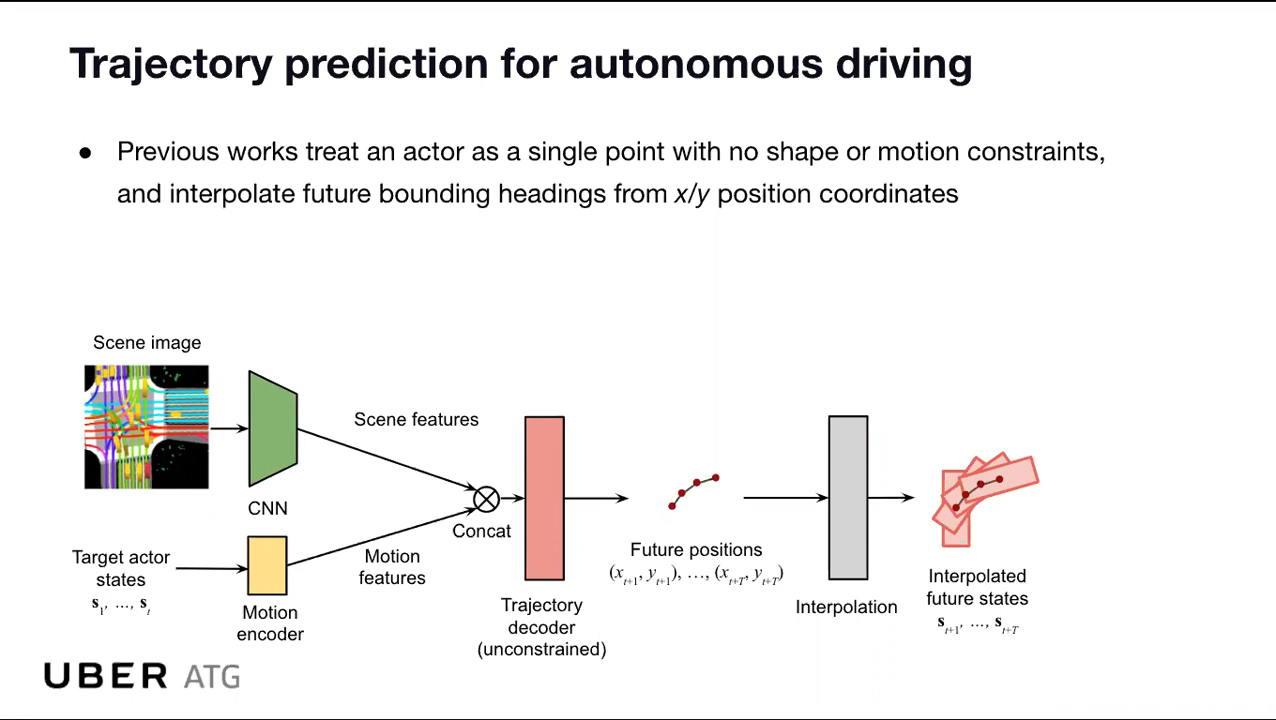 Trajectory prediction for autonomous driving
● Previous works treat an actor as a single point with no shape or motion constraints,
and interpolate future bounding headings from x/y position coordinates
Scene image
Scene features
CNN
Concat
Target actor
states
s₁, ..., sₜ
Motion
encoder
Motion
features
Trajectory
decoder
(unconstrained)
Future positions
(xₜ₊₁, yₜ₊₁), …, (xₜ₊T, yₜ₊T)
Interpolation
Interpolated
future states
sₜ₊₁, ..., sₜ₊T
UBER ATG